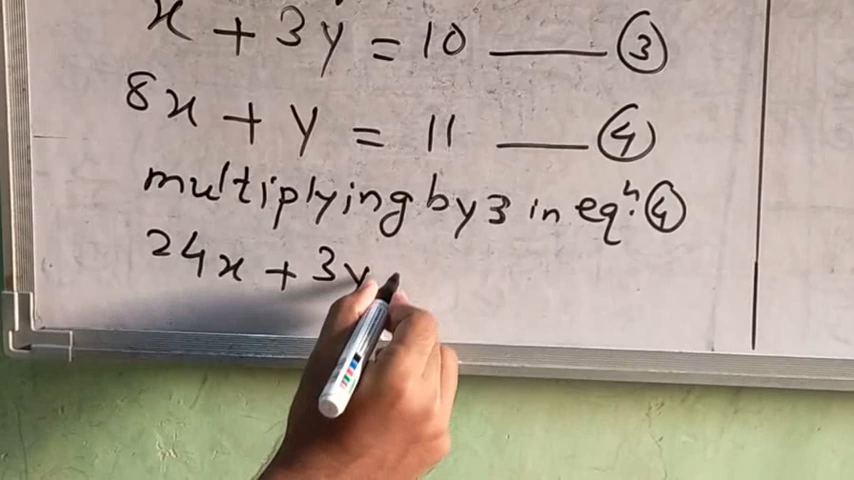 x + 3y = 10 —— ③
8x + y = 11 —— ④
multiplying by 3 in eqⁿ. ④
24x + 3y